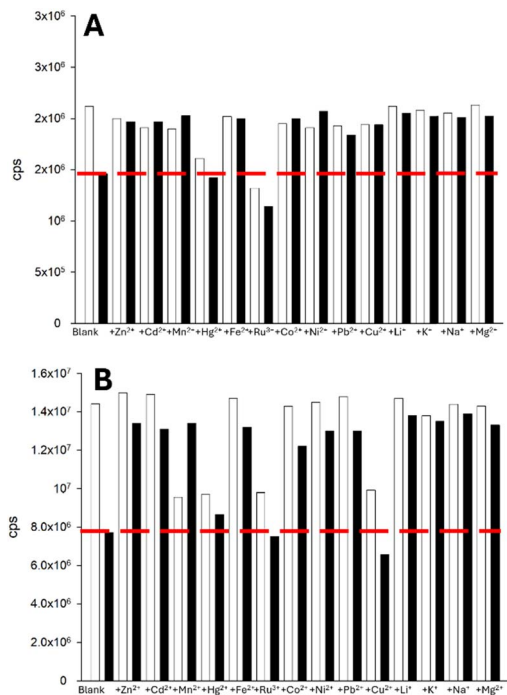 A
3x10⁶
3x10⁶
2x10⁶
2x10⁶
10⁶
5x10⁵
0
cps
Blank +Zn²⁺ +Cd²⁺ +Mn²⁺ +Hg²⁺ +Fe²⁺ +Ru³⁺ +Co²⁺ +Ni²⁺ +Pb²⁺ +Cu²⁺ +Li⁺ +K⁺ +Na⁺ +Mg²⁺
B
1.6x10⁷
1.4x10⁷
1.2x10⁷
10⁷
8.0x10⁶
6.0x10⁶
4.0x10⁶
2.0x10⁶
0
cps
Blank +Zn²⁺ +Cd²⁺ +Mn²⁺ +Hg²⁺ +Fe²⁺ +Ru³⁺ +Co²⁺ +Ni²⁺ +Pb²⁺ +Cu²⁺ +Li⁺ +K⁺ +Na⁺ +Mg²⁺